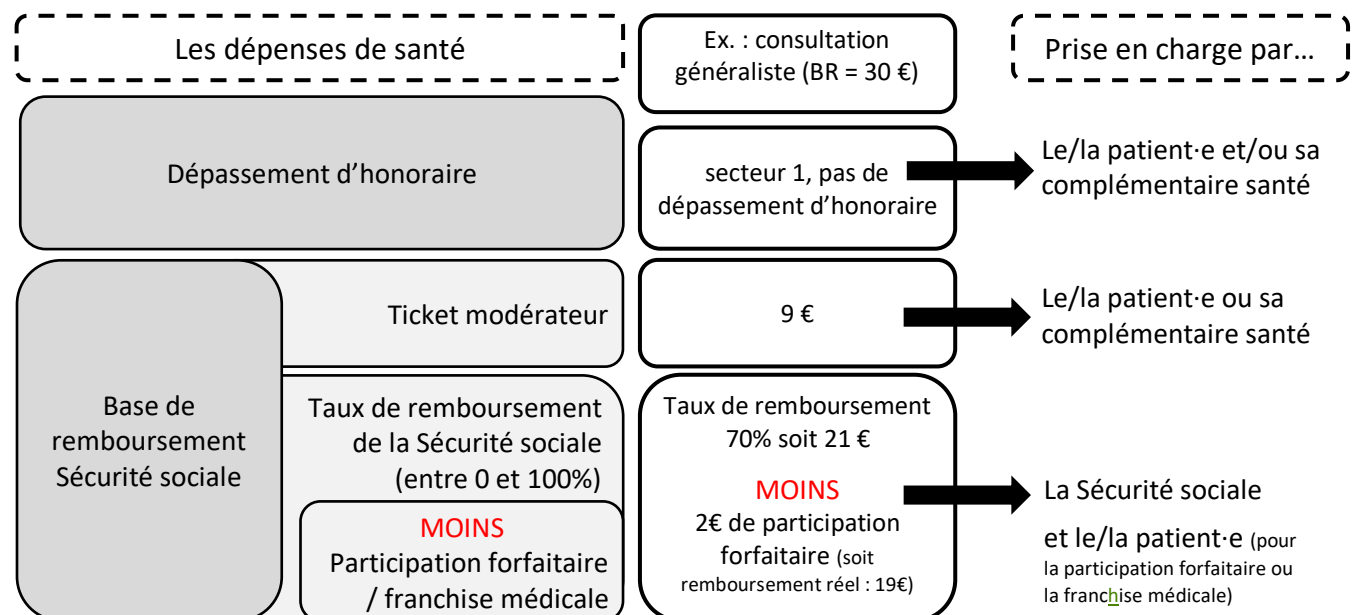 Les dépenses de santé
Ex. : consultation
généraliste (BR = 30 €)
Prise en charge par…
Dépassement d’honoraire
secteur 1, pas de
dépassement d’honoraire
Le/la patient·e et/ou sa
complémentaire santé
Ticket modérateur
9 €
Le/la patient·e ou sa
complémentaire santé
Base de
remboursement
Sécurité sociale
Taux de remboursement
de la Sécurité sociale
(entre 0 et 100%)
MOINS
Participation forfaitaire
/ franchise médicale
Taux de remboursement
70% soit 21 €
MOINS
2€ de participation
forfaitaire (soit
remboursement réel : 19€)
La Sécurité sociale
et le/la patient·e (pour
la participation forfaitaire ou
la franchise médicale)